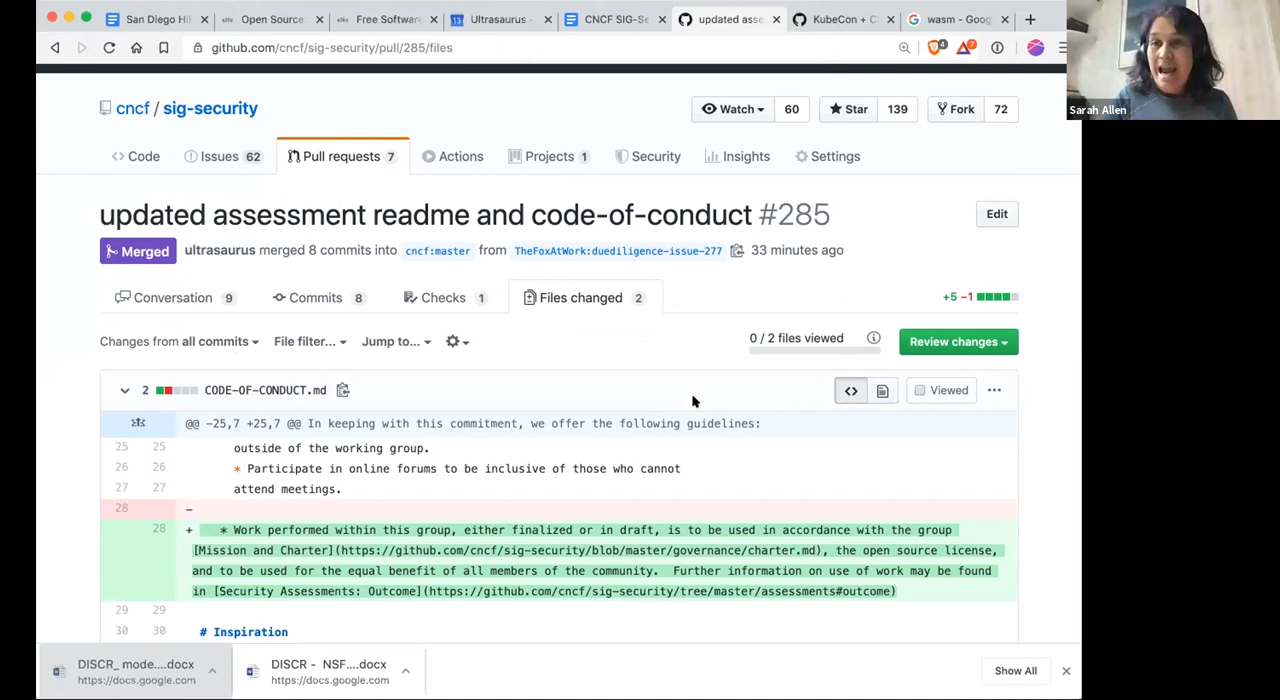 San Diego Hi
Open Source:
Free Softwar
Ultrasaurus -
CNCF SIG-Se
updated asse
KubeCon + C
wasm - Goog
github.com/cncf/sig-security/pull/285/files
4
7
Sarah Allen
cncf / sig-security
Watch 60
Star 139
Fork 72
Code
Issues 62
Pull requests 7
Actions
Projects 1
Security
Insights
Settings
updated assessment readme and code-of-conduct #285
Edit
Merged ultrasaurus merged 8 commits into cncf:master from TheFoxAtWork:duediligence-issue-277 33 minutes ago
Conversation 9
Commits 8
Checks 1
Files changed 2
+5 −1
Changes from all commits
File filter...
Jump to...
0 / 2 files viewed
Review changes
2 CODE-OF-CONDUCT.md
Viewed
@@ -25,7 +25,7 @@ In keeping with this commitment, we offer the following guidelines:
25 25 outside of the working group.
26 26 * Participate in online forums to be inclusive of those who cannot
27 27 attend meetings.
28 -
28 + * Work performed within this group, either finalized or in draft, is to be used in accordance with the group
[Mission and Charter](https://github.com/cncf/sig-security/blob/master/governance/charter.md), the open source license,
and to be used for the equal benefit of all members of the community. Further information on use of work may be found
in [Security Assessments: Outcome](https://github.com/cncf/sig-security/tree/master/assessments#outcome)
29 29
30 30 # Inspiration
DISCR_ mode....docx
https://docs.google.com
DISCR - NSF....docx
https://docs.google.com
Show All